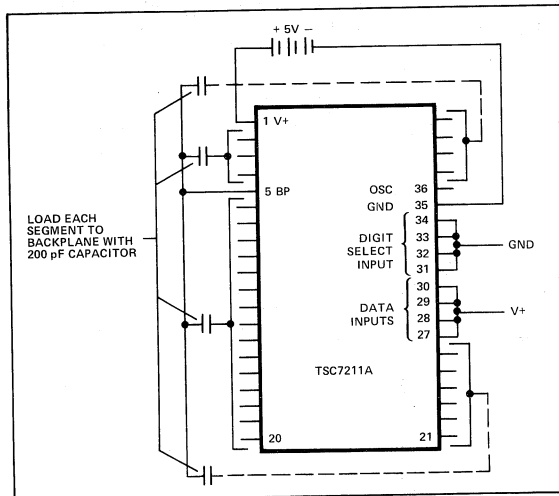 + 5V −
1 V+
5 BP
OSC 36
GND 35
34
DIGIT 33
SELECT 32
INPUT 31
GND
30
DATA 29
INPUTS 28
27
V+
LOAD EACH
SEGMENT TO
BACKPLANE WITH
200 pF CAPACITOR
TSC7211A
20
21